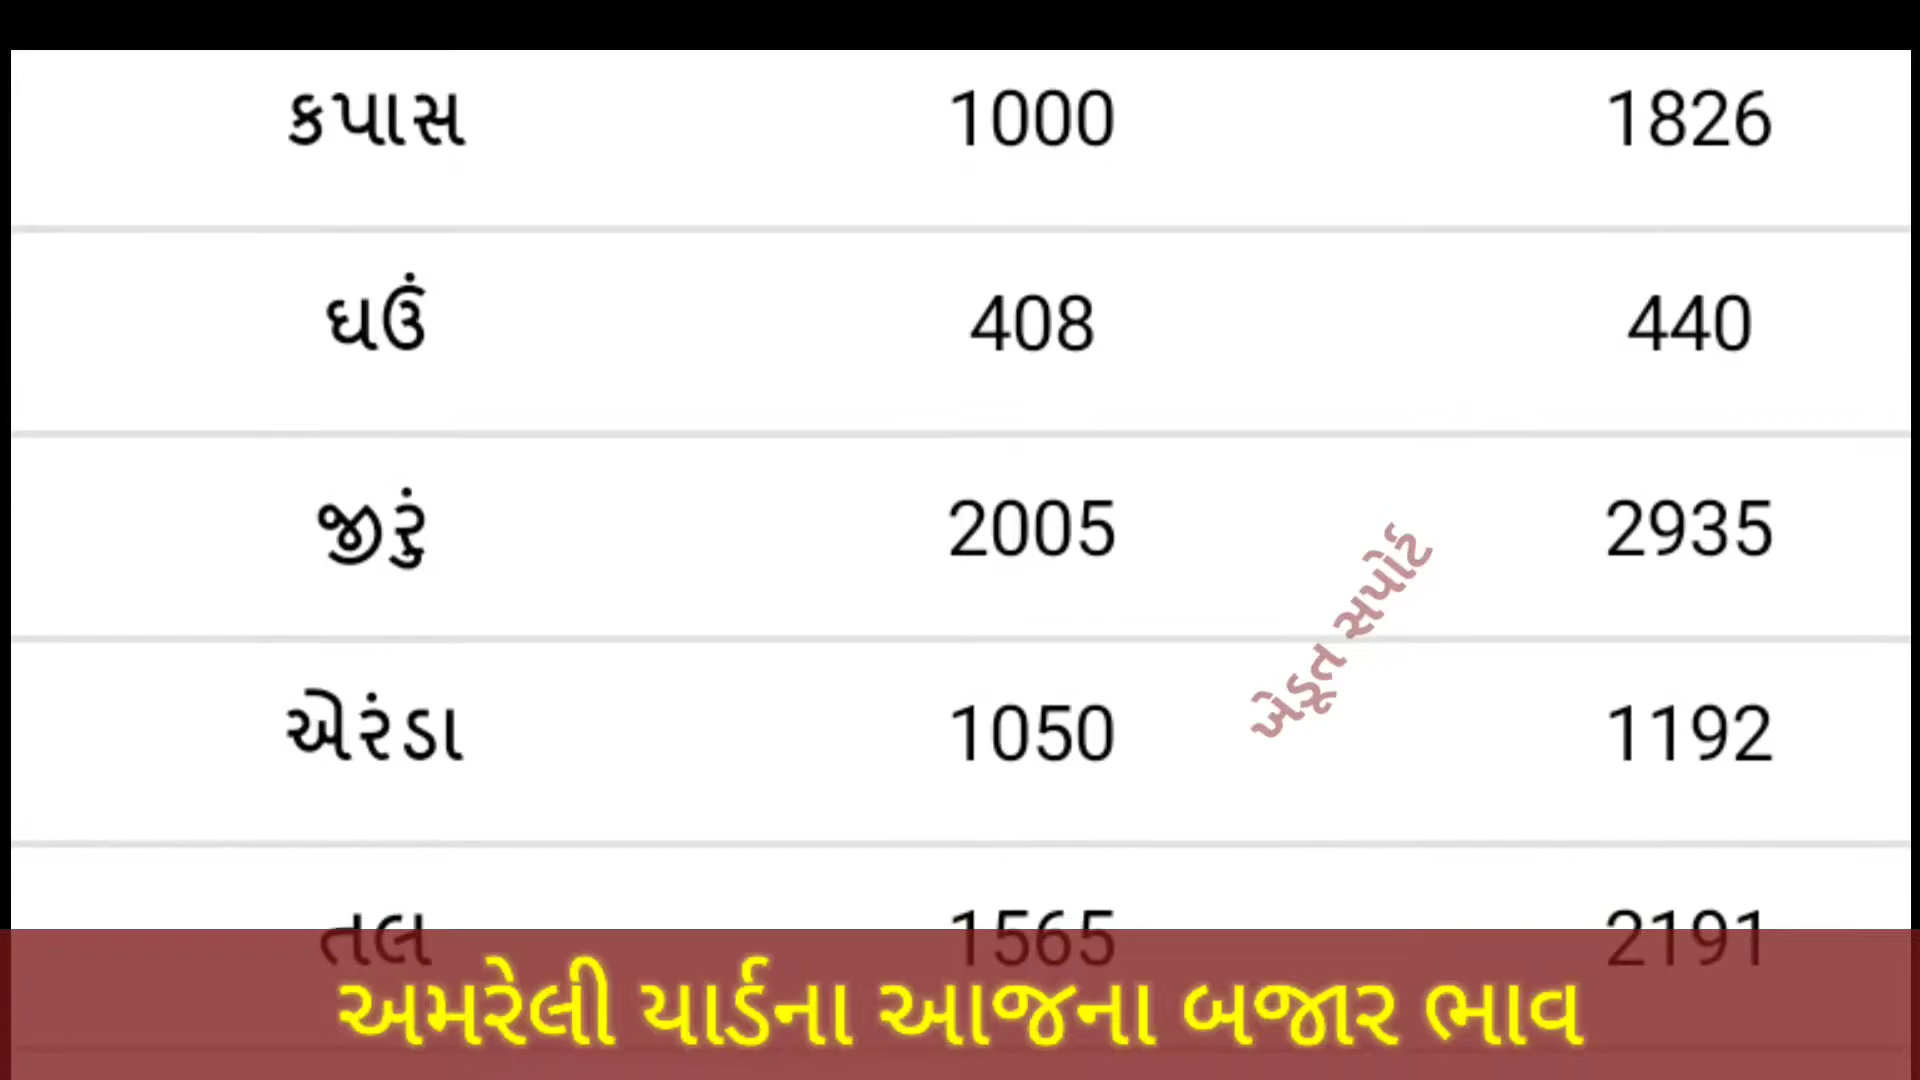 કપાસ 1000 1826
ઘઉં 408 440
જીરું 2005 2935
એરંડા 1050 1192
તલ 1565 2191
ખેડૂત સપોર્ટ
અમરેલી યાર્ડના આજના બજાર ભાવ